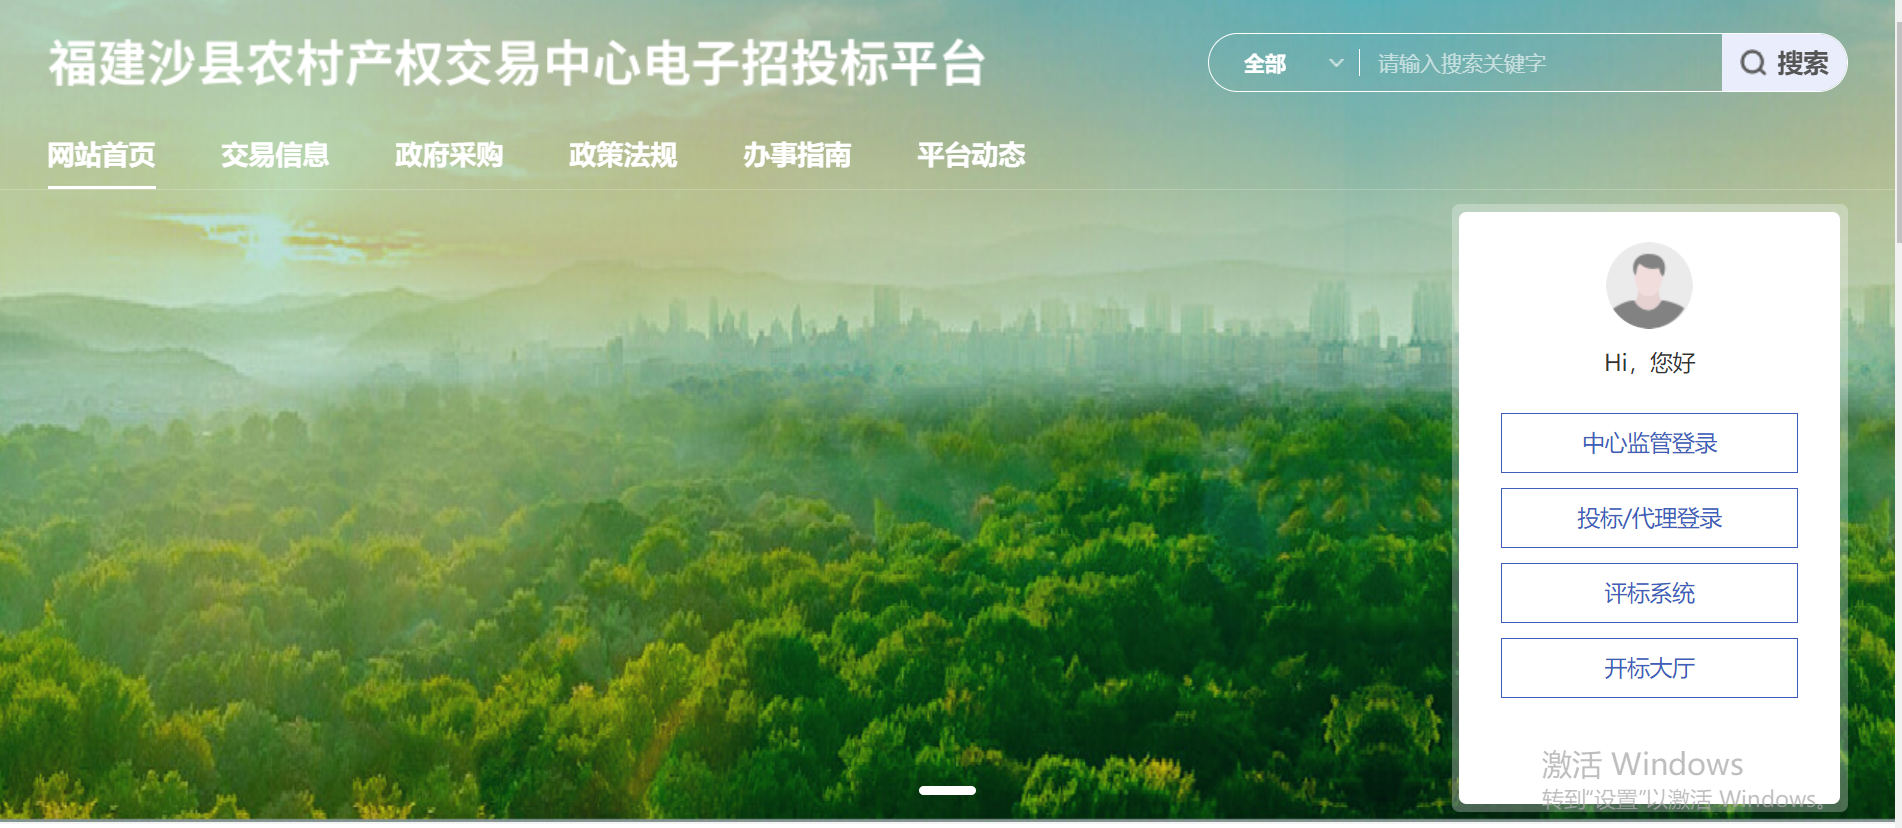 福建沙县农村产权交易中心电子招投标平台
全部 请输入搜索关键字 搜索
网站首页 交易信息 政府采购 政策法规 办事指南 平台动态
Hi，您好
中心监管登录
投标/代理登录
评标系统
开标大厅
激活 Windows
转到“设置”以激活 Windows。